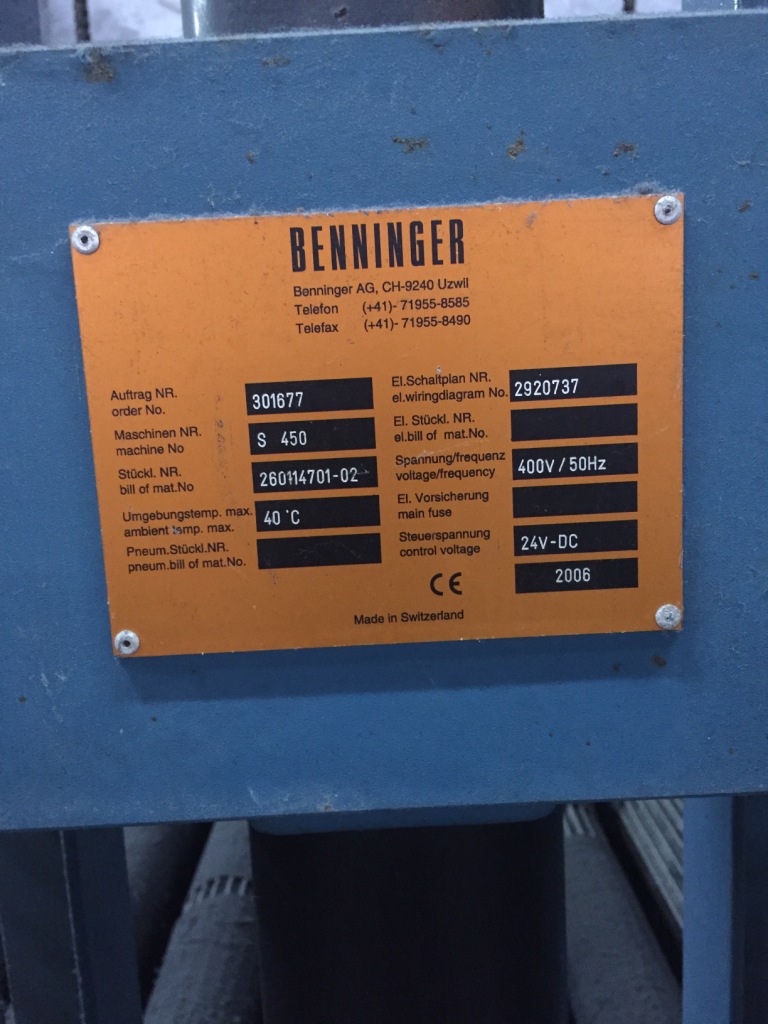 BENNINGER
Benninger AG, CH-9240 Uzwil
Telefon (+41)- 71955-8585
Telefax (+41)- 71955-8490
Auftrag NR.
order No. 301677
Maschinen NR.
machine No S 450
Stückl. NR.
bill of mat.No 260114701-02
Umgebungstemp. max.
ambient temp. max. 40 °C
Pneum.Stückl.NR.
pneum.bill of mat.No.
El.Schaltplan NR.
el.wiringdiagram No. 2920737
El. Stückl. NR.
el.bill of mat.No.
Spannung/frequenz
voltage/frequency 400V / 50Hz
El. Vorsicherung
main fuse
Steuerspannung
control voltage 24V-DC
CE 2006
Made in Switzerland